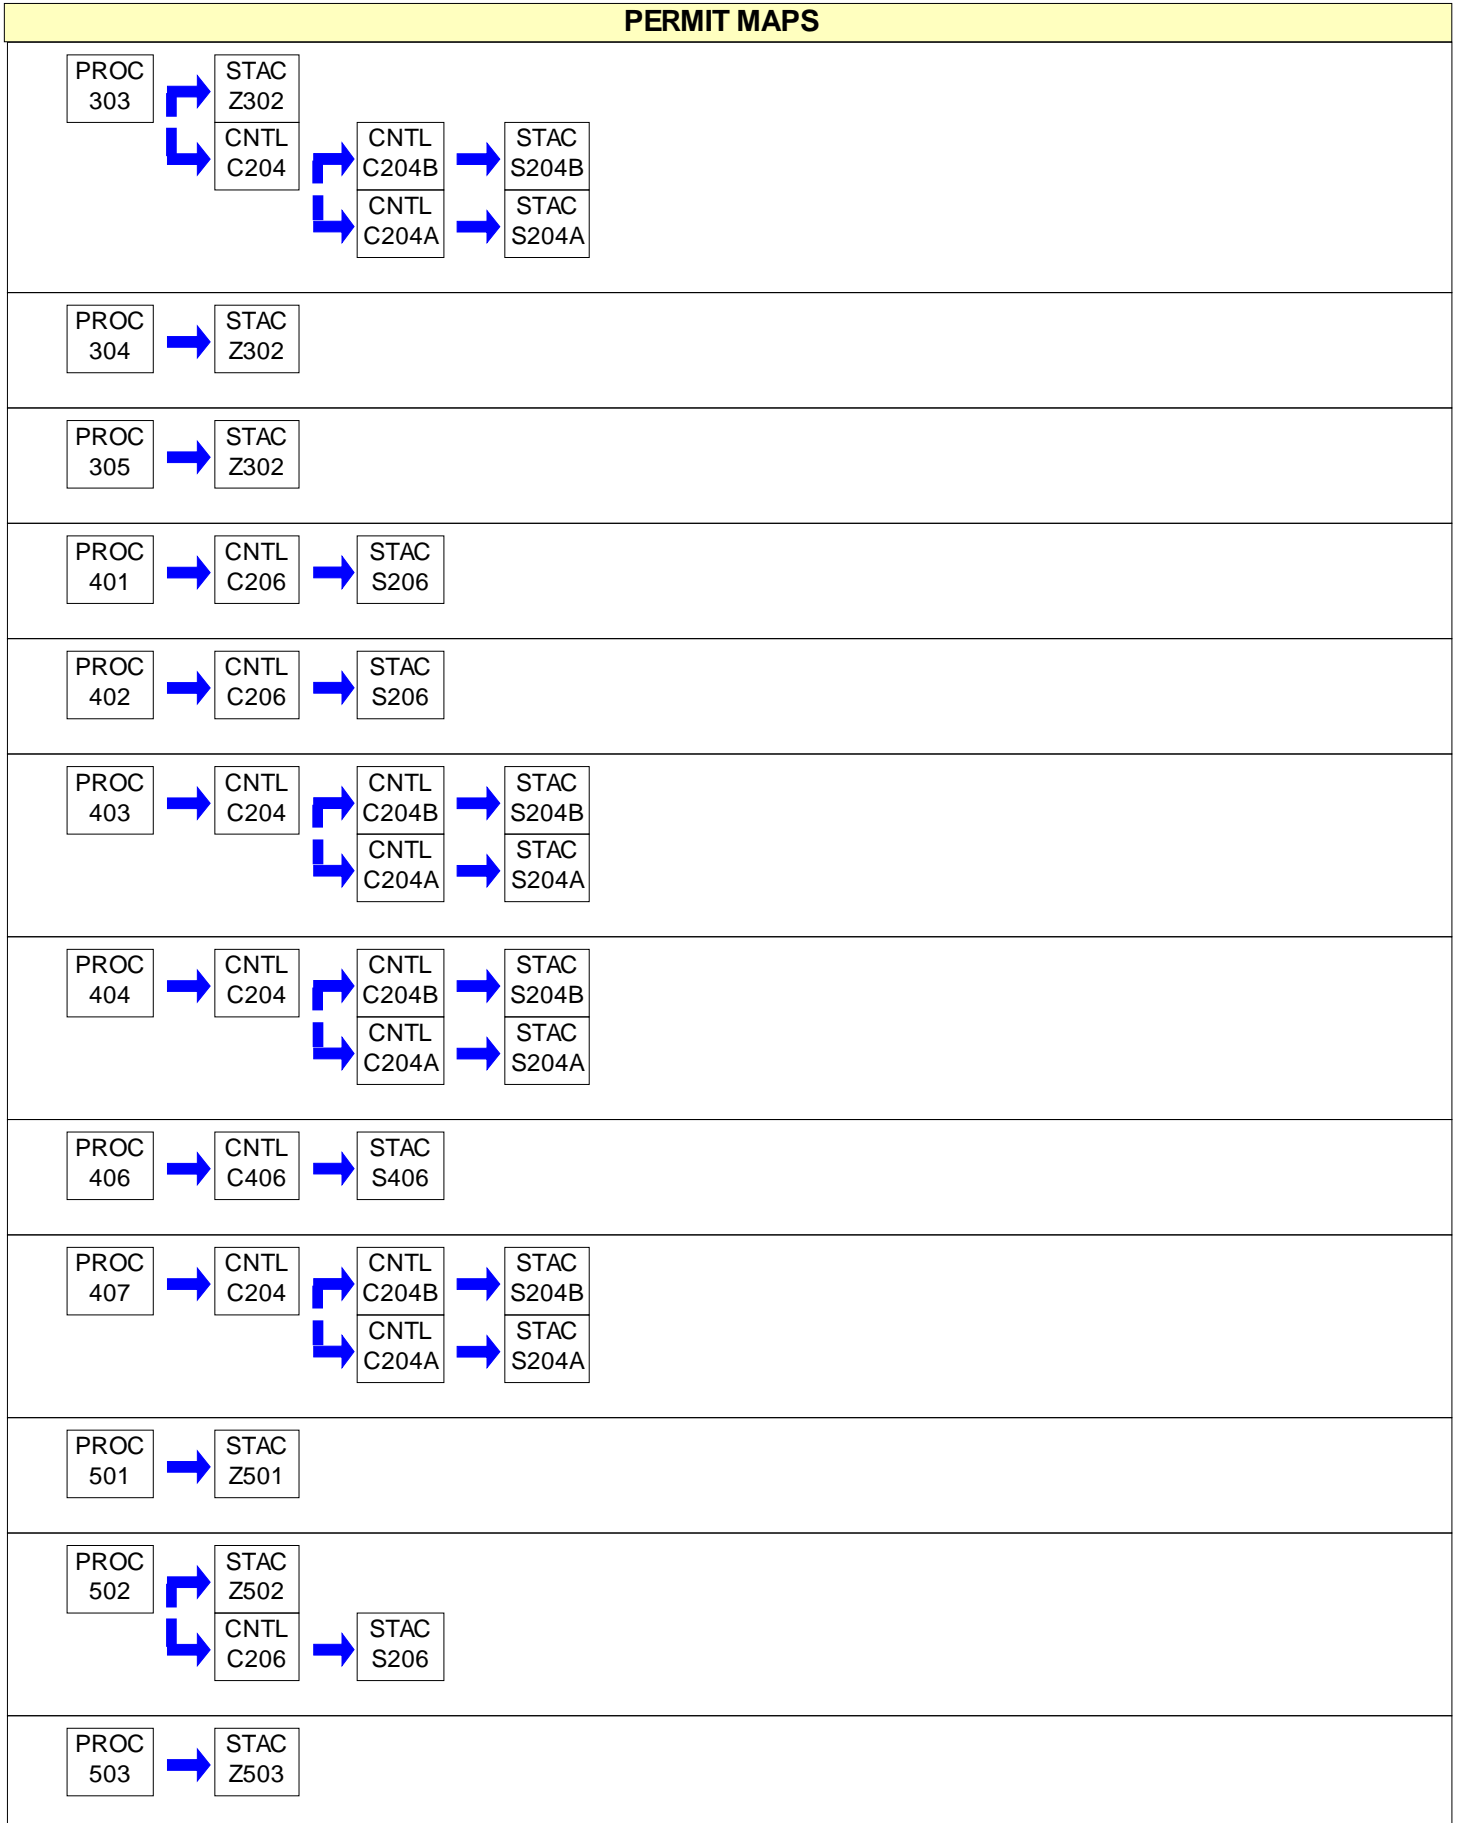 PERMIT MAPS
PROC
303
STAC
Z302
CNTL
C204
CNTL
C204B
STAC
S204B
CNTL
C204A
STAC
S204A
PROC
304
STAC
Z302
PROC
305
STAC
Z302
PROC
401
CNTL
C206
STAC
S206
PROC
402
CNTL
C206
STAC
S206
PROC
403
CNTL
C204
CNTL
C204B
STAC
S204B
CNTL
C204A
STAC
S204A
PROC
404
CNTL
C204
CNTL
C204B
STAC
S204B
CNTL
C204A
STAC
S204A
PROC
406
CNTL
C406
STAC
S406
PROC
407
CNTL
C204
CNTL
C204B
STAC
S204B
CNTL
C204A
STAC
S204A
PROC
501
STAC
Z501
PROC
502
STAC
Z502
CNTL
C206
STAC
S206
PROC
503
STAC
Z503